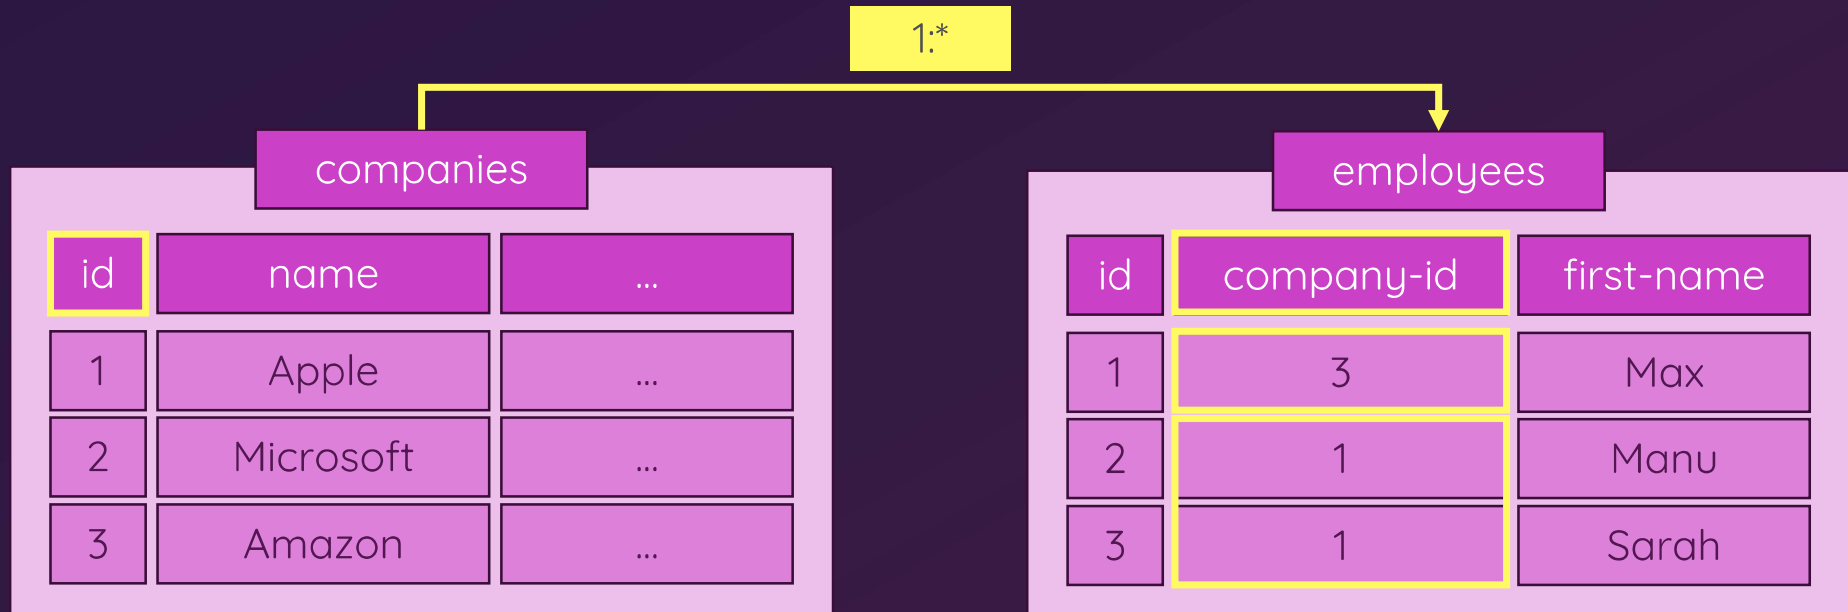 1:*
companies
id name ...
1 Apple ...
2 Microsoft ...
3 Amazon ...
employees
id company-id first-name
1 3 Max
2 1 Manu
3 1 Sarah